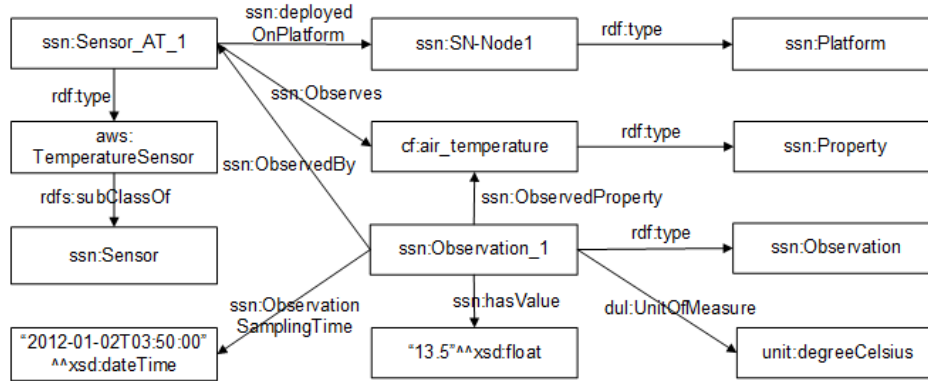 ssn:deployed
OnPlatform
ssn:Sensor_AT_1
ssn:SN-Node1
rdf:type
ssn:Platform
rdf:type
ssn:Observes
aws:
TemperatureSensor
ssn:ObservedBy
cf:air_temperature
rdf:type
ssn:Property
rdfs:subClassOf
ssn:ObservedProperty
ssn:Sensor
ssn:Observation_1
rdf:type
ssn:Observation
ssn:Observation
SamplingTime
ssn:hasValue
dul:UnitOfMeasure
“2012-01-02T03:50:00”
^^xsd:dateTime
“13.5”^^xsd:float
unit:degreeCelsius